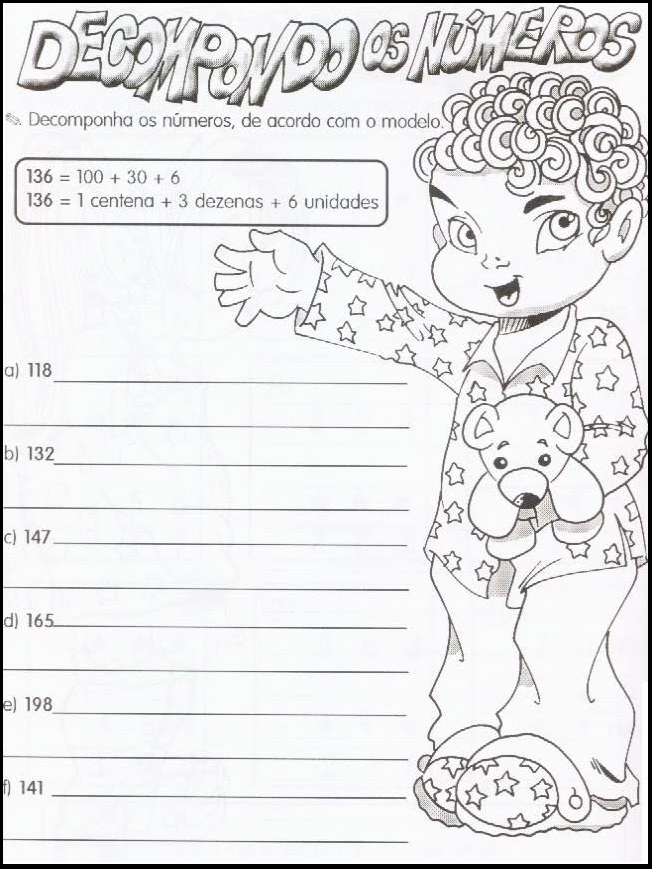 DECOMPONDO OS NÚMEROS
Decomponha os números, de acordo com o modelo.
136 = 100 + 30 + 6
136 = 1 centena + 3 dezenas + 6 unidades
a) 118
b) 132
c) 147
d) 165
e) 198
f) 141